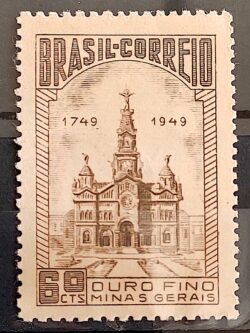 BRASIL-CORREIO
1749 1949
60 CTS OURO FINO
MINAS GERAIS